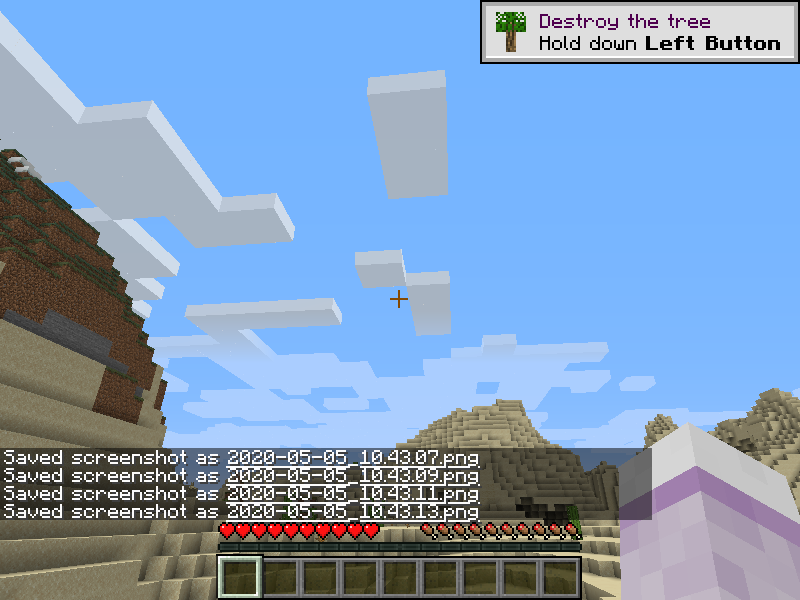 Destroy the tree
Hold down Left Button
Saved screenshot as 2020-05-05_10.43.07.png
Saved screenshot as 2020-05-05_10.43.09.png
Saved screenshot as 2020-05-05_10.43.11.png
Saved screenshot as 2020-05-05_10.43.13.png